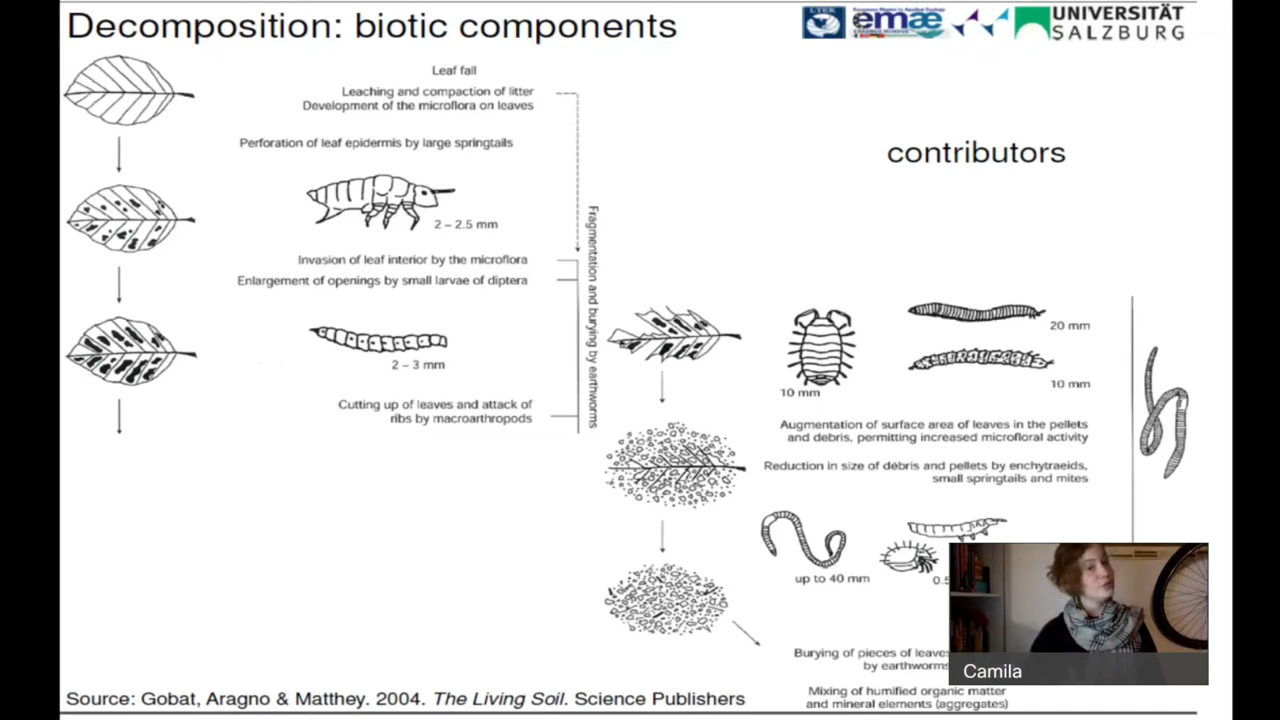 Decomposition: biotic components
LTER
emæ
UNIVERSITÄT
SALZBURG
Leaf fall
Leaching and compaction of litter
Development of the microflora on leaves
Perforation of leaf epidermis by large springtails
2 – 2.5 mm
Invasion of leaf interior by the microflora
Enlargement of openings by small larvae of diptera
2 – 3 mm
Cutting up of leaves and attack of
ribs by macroarthropods
Fragmentation and burying by earthworms
contributors
10 mm
20 mm
10 mm
Augmentation of surface area of leaves in the pellets
and debris, permitting increased microfloral activity
Reduction in size of débris and pellets by enchytraeids,
small springtails and mites
up to 40 mm
0.5
Burying of pieces of leaves
by earthworms
Mixing of humified organic matter
and mineral elements (aggregates)
Camila
Source: Gobat, Aragno & Matthey. 2004. The Living Soil. Science Publishers